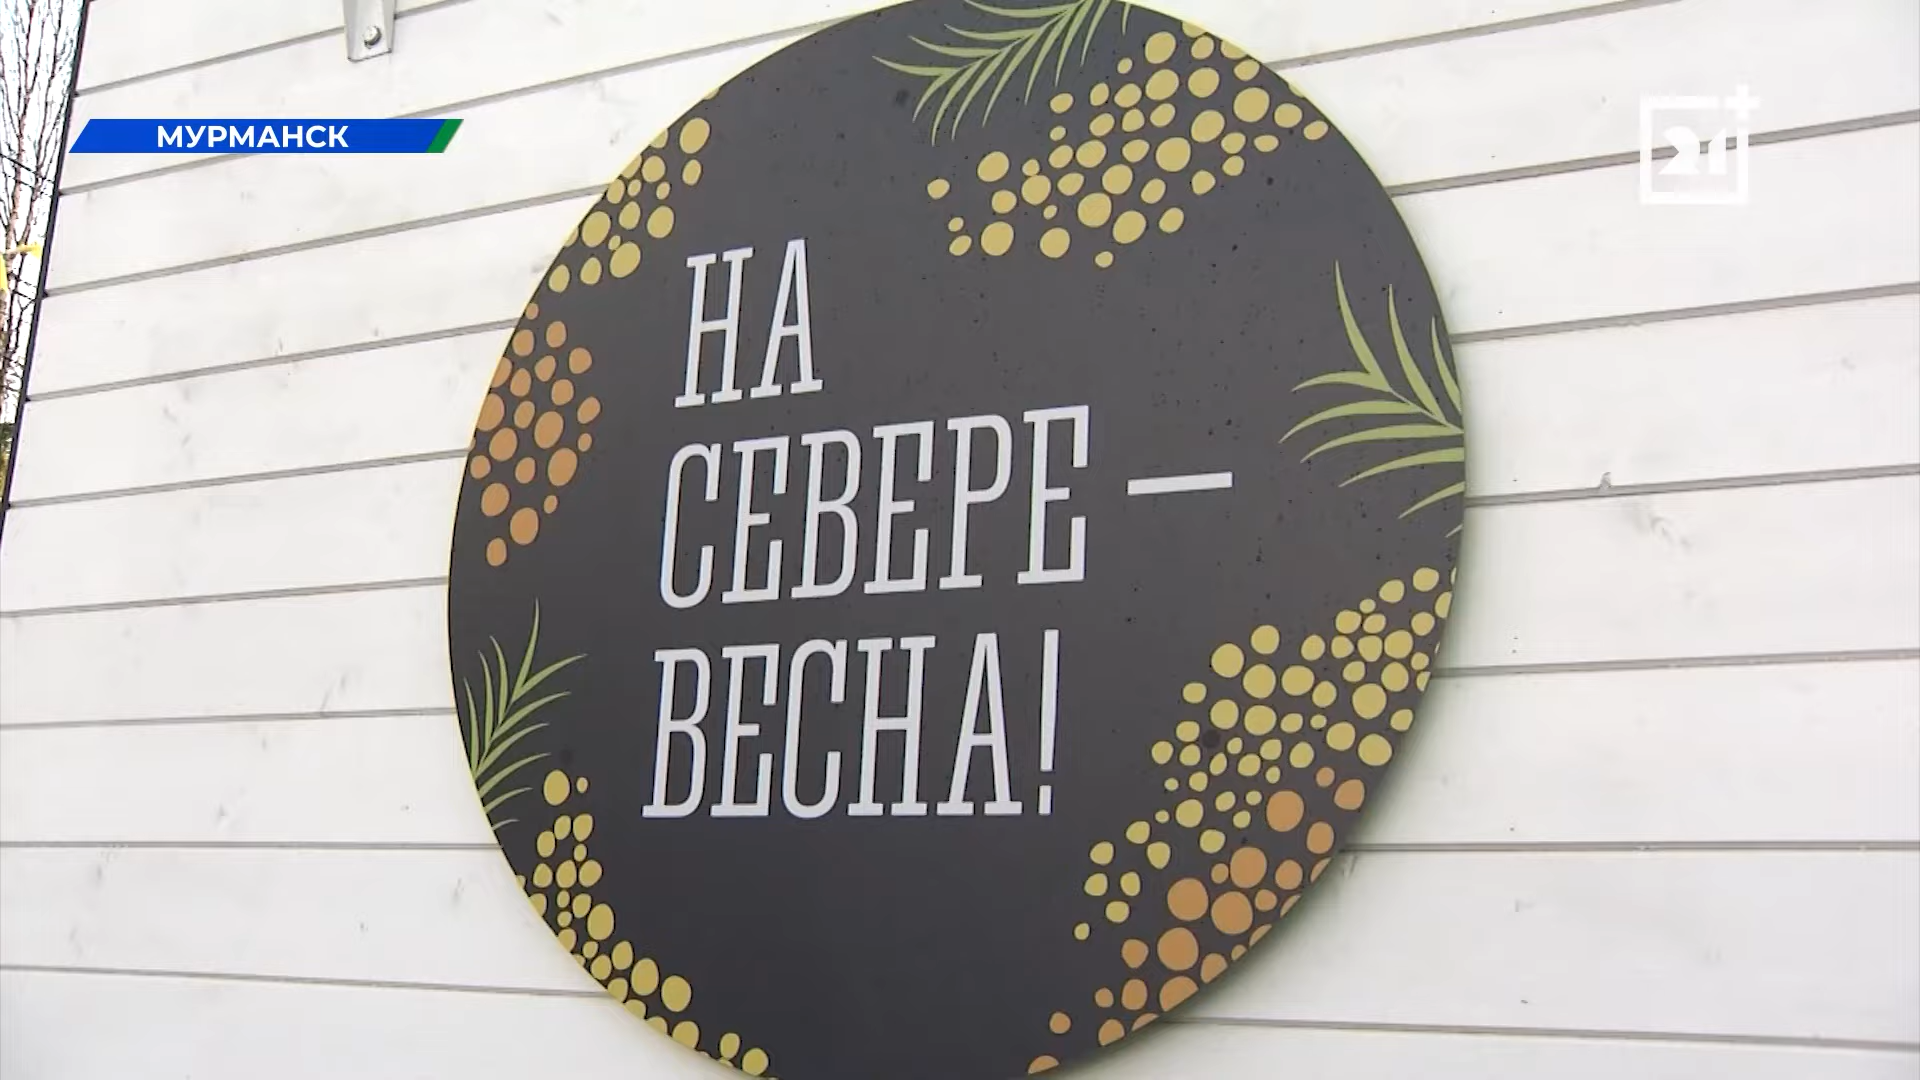 МУРМАНСК
21+
НА
СЕВЕРЕ —
ВЕСНА!